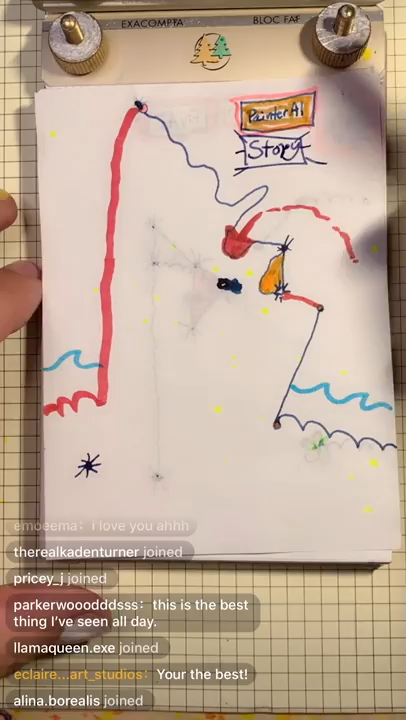 EXACOMPTA
BLOC FAF
PainterAI
Story
emoeema: i love you ahhh
therealkadenturner joined
pricey_j joined
parkerwooodddsss: this is the best
thing I've seen all day.
llamaqueen.exe joined
eclaire...art_studios: Your the best!
alina.borealis joined